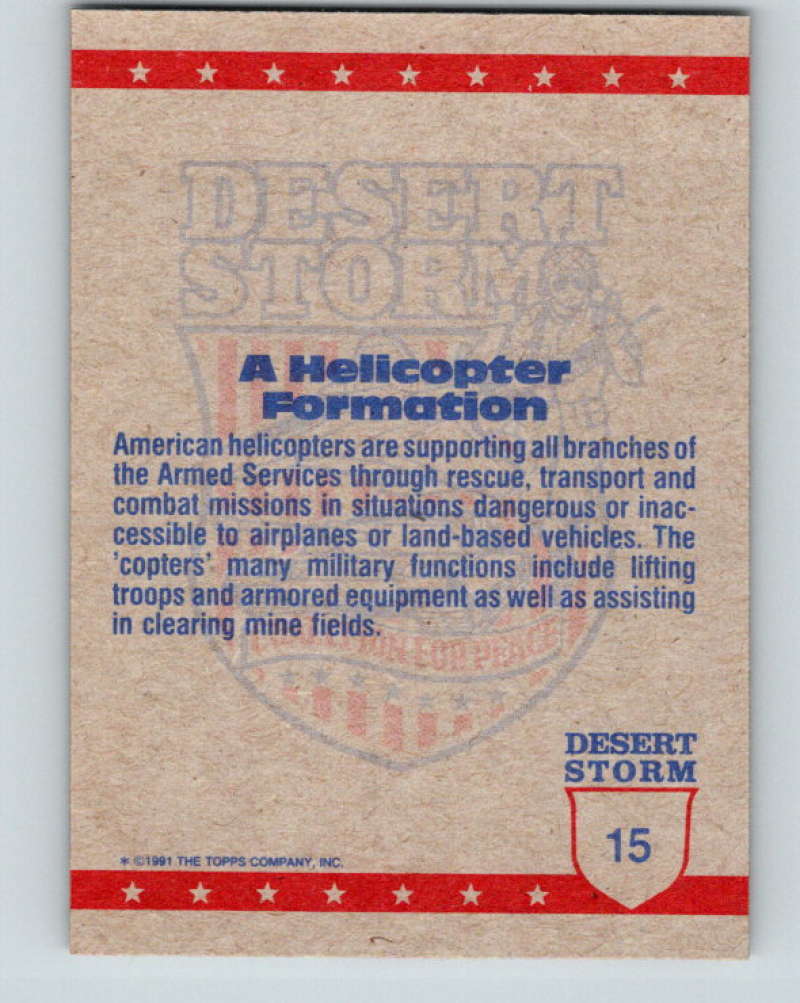 DESERT
STORM
A Helicopter
Formation
American helicopters are supporting all branches of
the Armed Services through rescue, transport and
combat missions in situations dangerous or inac-
cessible to airplanes or land-based vehicles. The
'copters' many military functions include lifting
troops and armored equipment as well as assisting
in clearing mine fields.
COALITION FOR PEACE
DESERT
STORM
15
* ©1991 THE TOPPS COMPANY, INC.